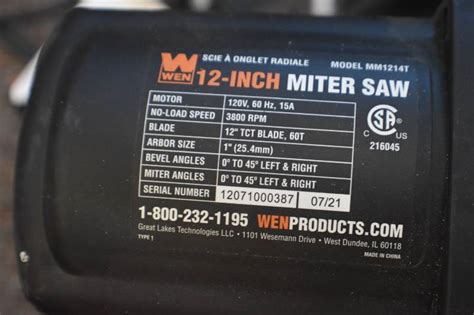 SCIE À ONGLET RADIALE
MODEL MM1214T
WEN 12-INCH MITER SAW
MOTOR 120V, 60 Hz, 15A
NO-LOAD SPEED 3800 RPM
BLADE 12" TCT BLADE, 60T
ARBOR SIZE 1" (25.4mm)
BEVEL ANGLES 0° TO 45° LEFT & RIGHT
MITER ANGLES 0° TO 45° LEFT & RIGHT
SERIAL NUMBER 12071000387 07/21
CSA
C US
216045
1-800-232-1195 WENPRODUCTS.COM
Great Lakes Technologies LLC • 1101 Wesemann Drive • West Dundee, IL 60118
TYPE 1
MADE IN CHINA